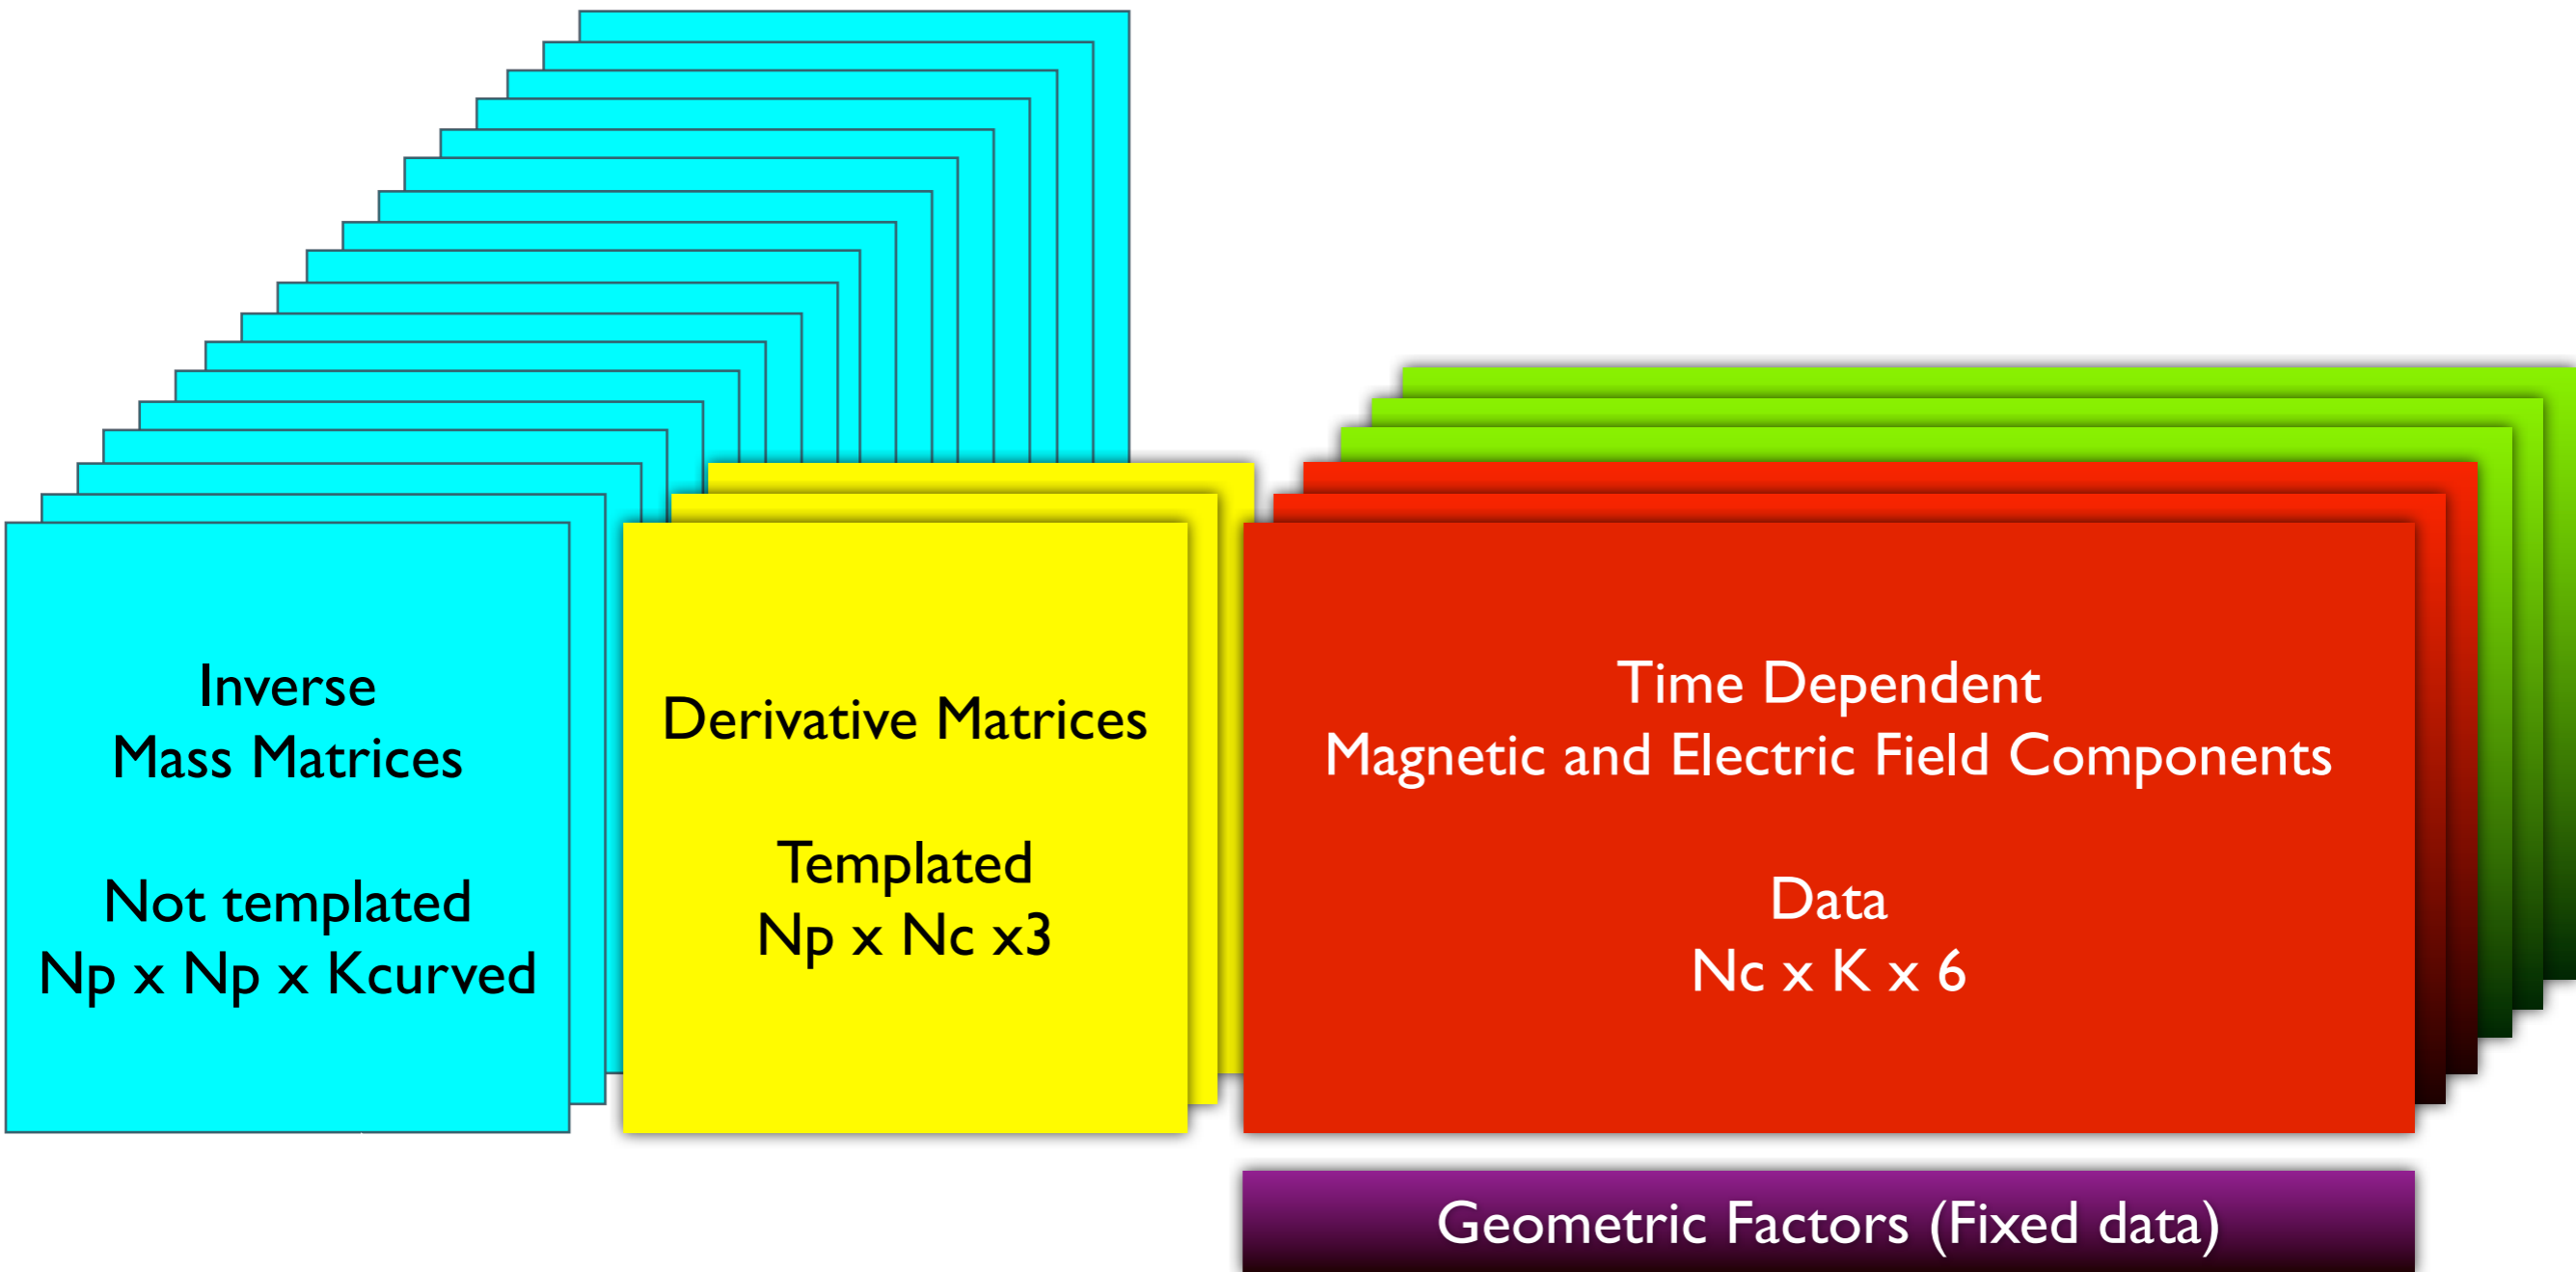 Inverse
Mass Matrices
Not templated
Np x Np x Kcurved
Derivative Matrices
Templated
Np x Nc x3
Time Dependent
Magnetic and Electric Field Components
Data
Nc x K x 6
Geometric Factors (Fixed data)